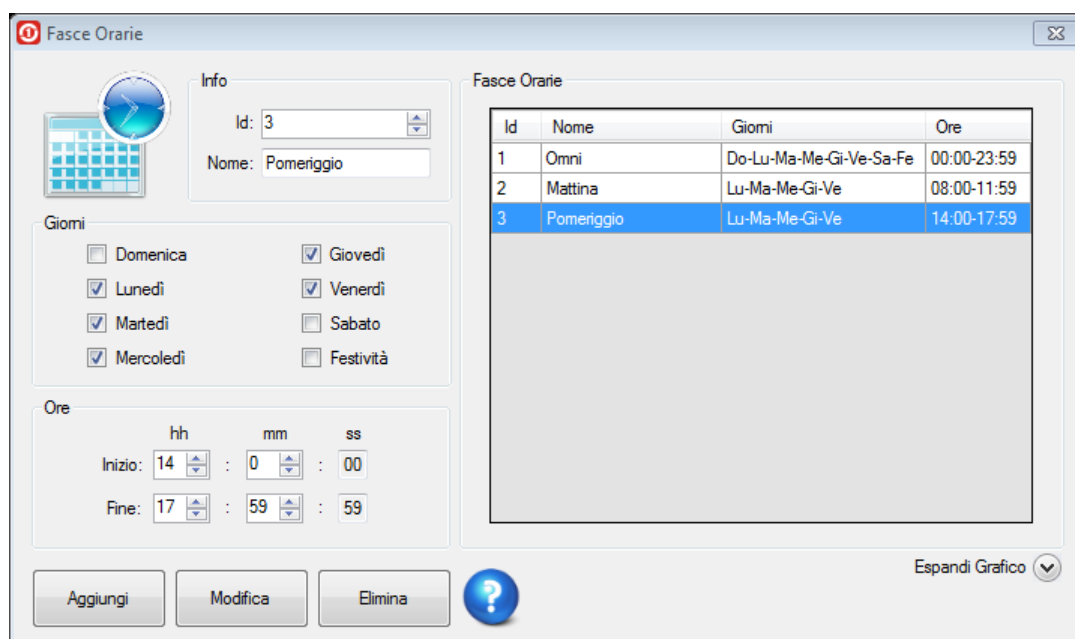 Fasce Orarie
Info
Id: 3
Nome: Pomeriggio
Giorni
Domenica
Giovedì
Lunedì
Venerdì
Martedì
Sabato
Mercoledì
Festività
Ore
hh mm ss
Inizio: 14 : 0 : 00
Fine: 17 : 59 : 59
Aggiungi Modifica Elimina ?
Fasce Orarie
Id Nome Giorni Ore
1 Omni Do-Lu-Ma-Me-Gi-Ve-Sa-Fe 00:00-23:59
2 Mattina Lu-Ma-Me-Gi-Ve 08:00-11:59
3 Pomeriggio Lu-Ma-Me-Gi-Ve 14:00-17:59
Espandi Grafico